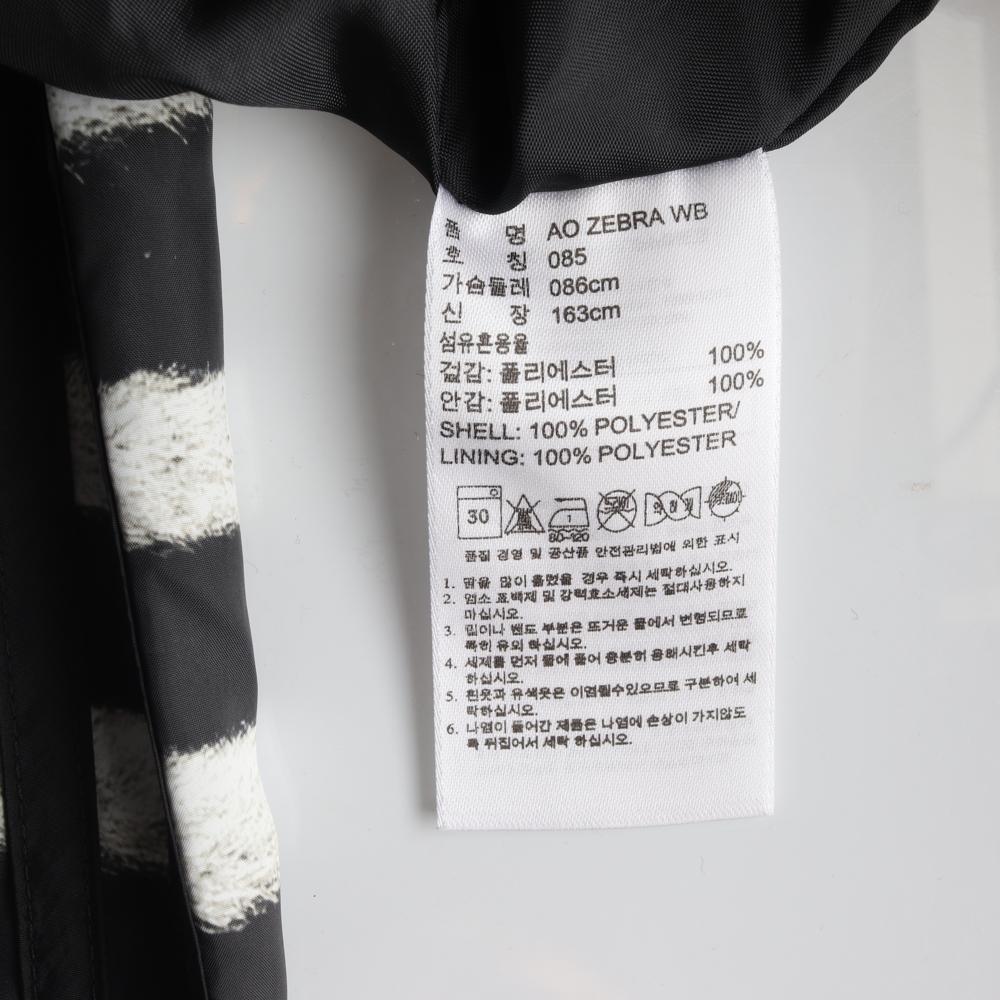 품 명 AO ZEBRA WB
호 칭 085
가슴둘레 086cm
신 장 163cm
섬유혼용율
겉감: 폴리에스터 100%
안감: 폴리에스터 100%
SHELL: 100% POLYESTER/
LINING: 100% POLYESTER
30
1
80-120
품질 경영 및 공산품 안전관리법에 의한 표시
1. 땀을 많이 흘렸을 경우 즉시 세탁하십시오.
2. 염소 표백제 및 강력효소세제는 절대사용하지
마십시오.
3. 립이나 밴드 부분은 뜨거운 물에서 변형되므로
특히 유의 하십시오.
4. 세제를 먼저 물에 풀어 충분히 용해시킨후 세탁
하십시오.
5. 흰옷과 유색옷은 이염될수있으므로 구분하여 세
탁하십시오.
6. 나염이 들어간 제품은 나염에 손상이 가지않도
록 뒤집어서 세탁 하십시오.